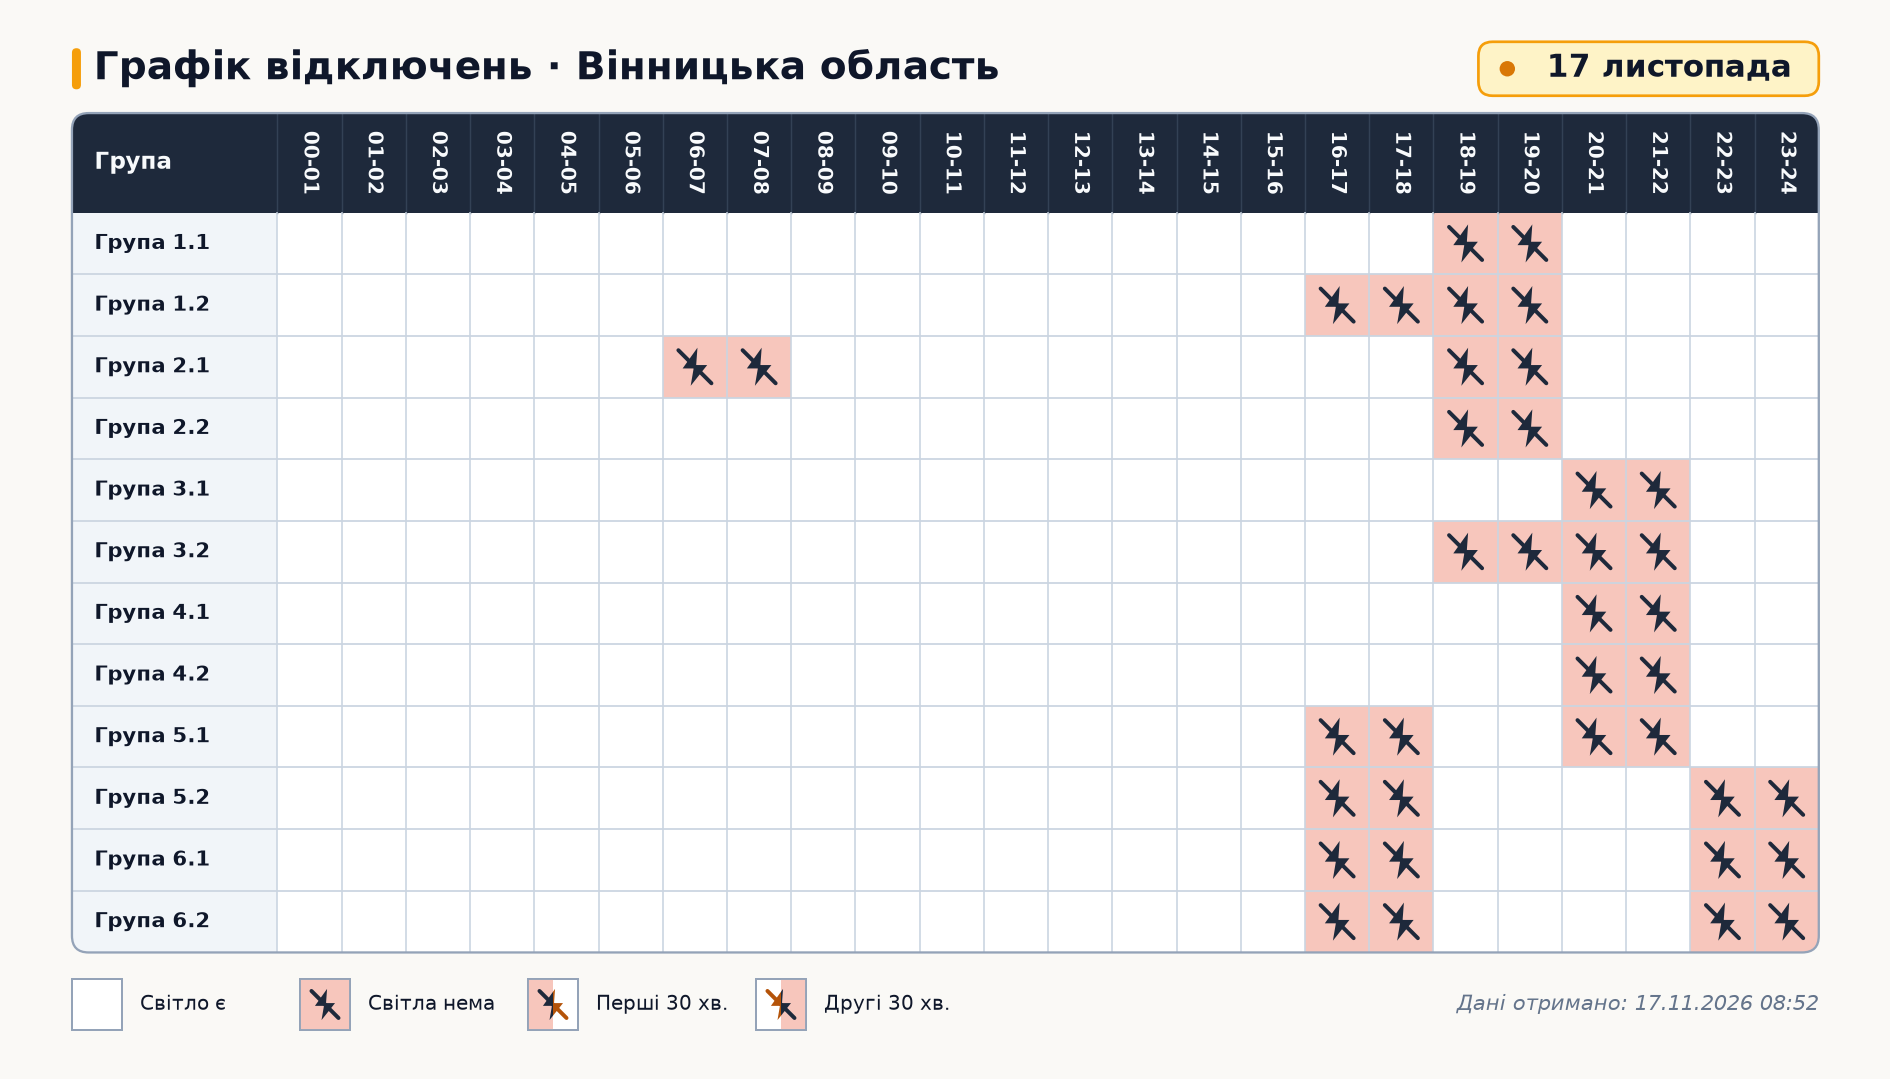 Графік відключень · Вінницька область
17 листопада
Група 00-01 01-02 02-03 03-04 04-05 05-06 06-07 07-08 08-09 09-10 10-11 11-12 12-13 13-14 14-15 15-16 16-17 17-18 18-19 19-20 20-21 21-22 22-23 23-24
Група 1.1
Група 1.2
Група 2.1
Група 2.2
Група 3.1
Група 3.2
Група 4.1
Група 4.2
Група 5.1
Група 5.2
Група 6.1
Група 6.2
Світло є Світла нема Перші 30 хв. Другі 30 хв.
Дані отримано: 17.11.2026 08:52